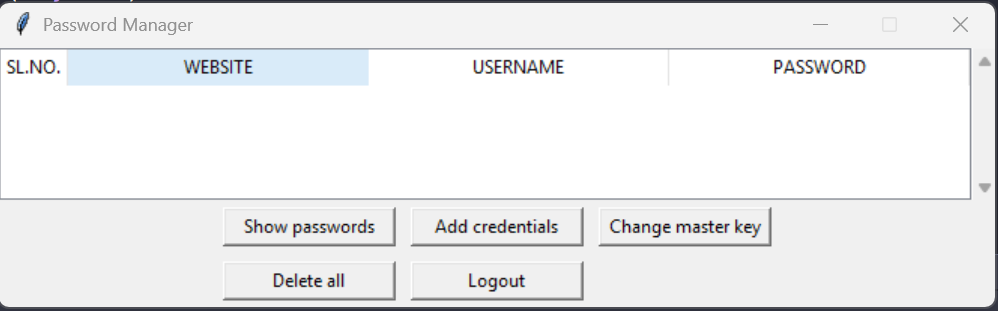 Password Manager
SL.NO. WEBSITE USERNAME PASSWORD
Show passwords Add credentials Change master key
Delete all Logout